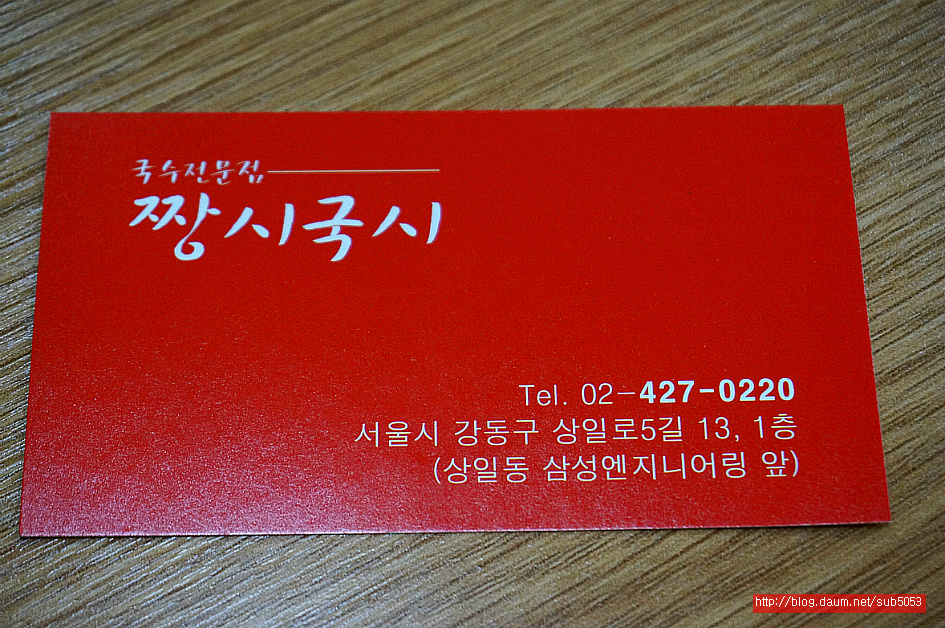 국수전문점
짱시국시
Tel. 02-427-0220
서울시 강동구 상일로5길 13, 1층
(상일동 삼성엔지니어링 앞)
http://blog.daum.net/sub5053